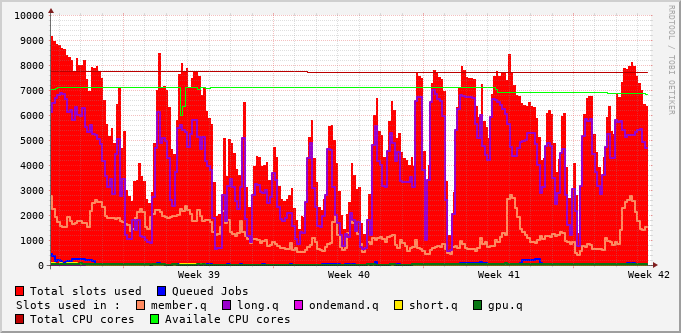 10000
9000
8000
7000
6000
5000
4000
3000
2000
1000
0
Week 39 Week 40 Week 41 Week 42
Total slots used Queued Jobs
Slots used in : member.q long.q ondemand.q short.q gpu.q
Total CPU cores Availale CPU cores
RRDTOOL / TOBI OETIKER